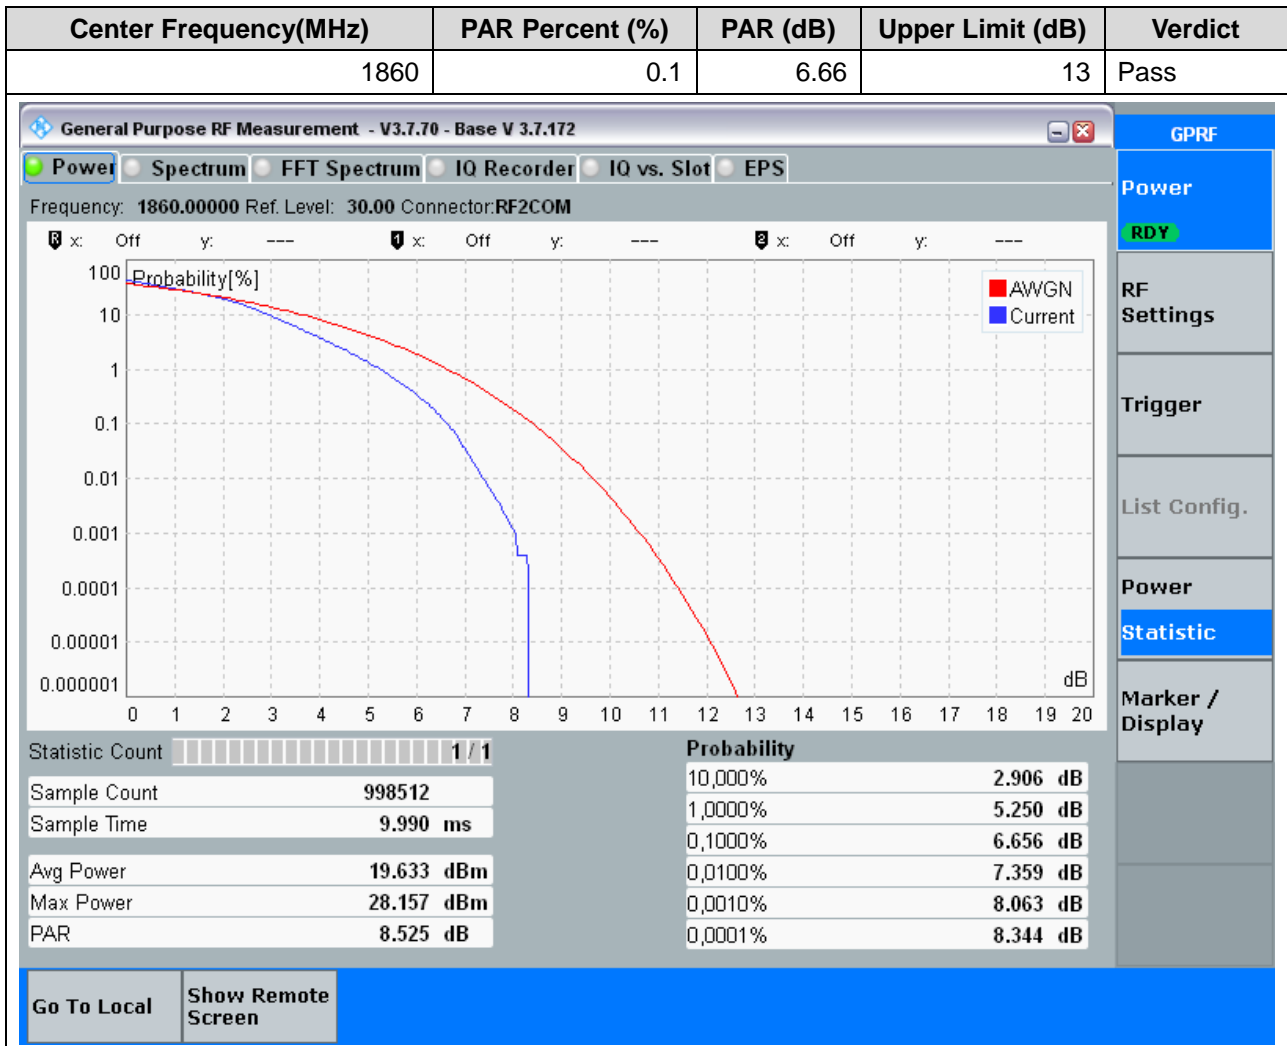 Center Frequency(MHz) PAR Percent (%) PAR (dB) Upper Limit (dB) Verdict
1860 0.1 6.66 13 Pass
General Purpose RF Measurement - V3.7.70 - Base V 3.7.172
GPRF
Power Spectrum FFT Spectrum IQ Recorder IQ vs. Slot EPS
Power
RDY
Frequency: 1860.00000 Ref. Level: 30.00 Connector:RF2COM
R x: Off y: --- 1 x: Off y: --- 2 x: Off y: ---
Probability[%]
AWGN
Current
100
10
1
0.1
0.01
0.001
0.0001
0.00001
0.000001
dB
0 1 2 3 4 5 6 7 8 9 10 11 12 13 14 15 16 17 18 19 20
RF
Settings
Trigger
List Config.
Power
Statistic
Marker /
Display
Statistic Count 1 / 1
Sample Count 998512
Sample Time 9.990 ms
Avg Power 19.633 dBm
Max Power 28.157 dBm
PAR 8.525 dB
Probability
10,000% 2.906 dB
1,0000% 5.250 dB
0,1000% 6.656 dB
0,0100% 7.359 dB
0,0010% 8.063 dB
0,0001% 8.344 dB
Go To Local
Show Remote
Screen